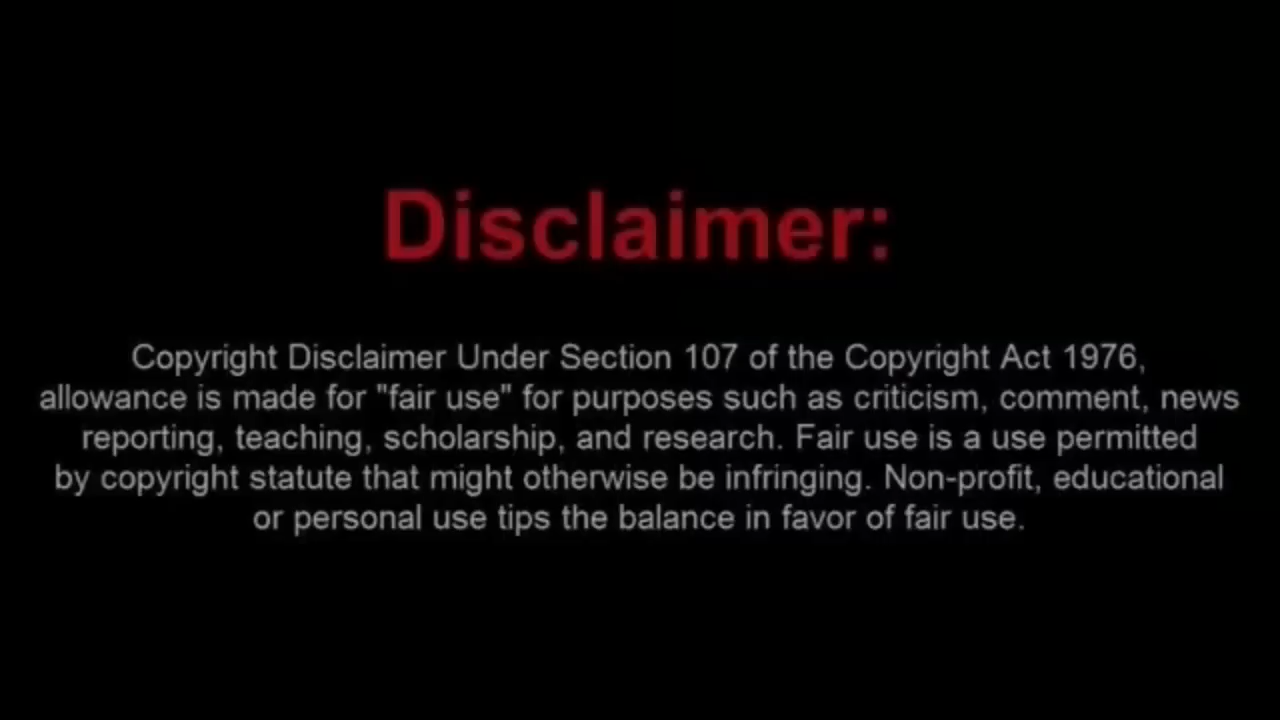 Disclaimer:
Copyright Disclaimer Under Section 107 of the Copyright Act 1976,
allowance is made for "fair use" for purposes such as criticism, comment, news
reporting, teaching, scholarship, and research. Fair use is a use permitted
by copyright statute that might otherwise be infringing. Non-profit, educational
or personal use tips the balance in favor of fair use.